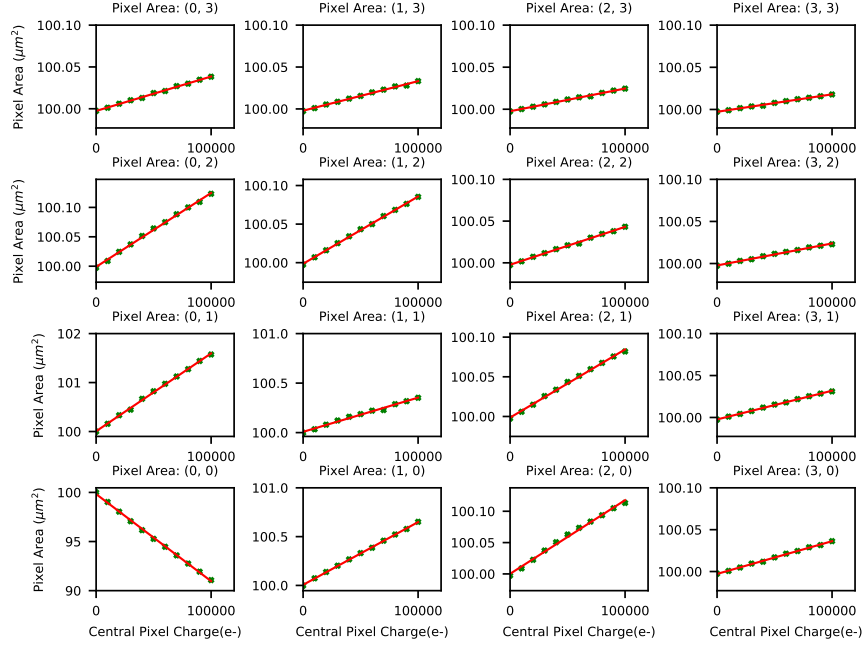 Pixel Area: (0, 3) Pixel Area: (1, 3) Pixel Area: (2, 3) Pixel Area: (3, 3)
Pixel Area (μm²)
100.10 100.10 100.10 100.10
100.05 100.05 100.05 100.05
100.00 100.00 100.00 100.00
0 100000 0 100000 0 100000 0 100000
Pixel Area: (0, 2) Pixel Area: (1, 2) Pixel Area: (2, 2) Pixel Area: (3, 2)
Pixel Area (μm²)
100.10 100.10 100.10 100.10
100.05 100.05 100.05 100.05
100.00 100.00 100.00 100.00
0 100000 0 100000 0 100000 0 100000
Pixel Area: (0, 1) Pixel Area: (1, 1) Pixel Area: (2, 1) Pixel Area: (3, 1)
Pixel Area (μm²)
102 101.0 100.10 100.10
101 100.5 100.05 100.05
100 100.0 100.00 100.00
0 100000 0 100000 0 100000 0 100000
Pixel Area: (0, 0) Pixel Area: (1, 0) Pixel Area: (2, 0) Pixel Area: (3, 0)
Pixel Area (μm²)
100 101.0 100.10 100.10
95 100.5 100.05 100.05
90 100.0 100.00 100.00
0 100000 0 100000 0 100000 0 100000
Central Pixel Charge(e-) Central Pixel Charge(e-) Central Pixel Charge(e-) Central Pixel Charge(e-)